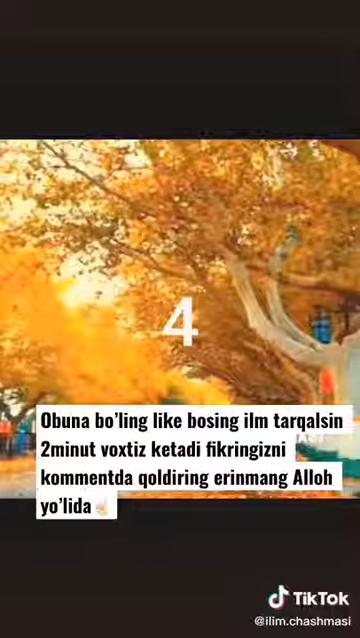 4
Obuna bo'ling like bosing ilm tarqalsin
2minut voxtiz ketadi fikringizni
kommentda qoldiring erinmang Alloh
yo'lida☝🏻
TikTok
@ilim.chashmasi